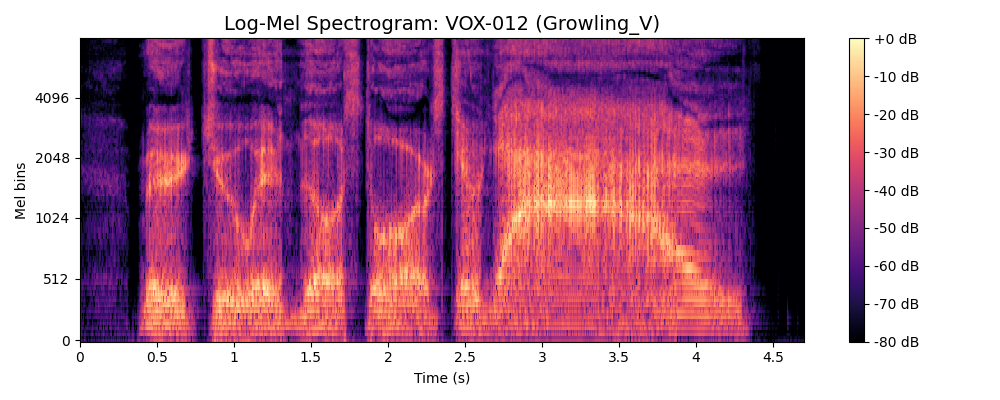 Log-Mel Spectrogram: VOX-012 (Growling_V)
Mel bins
4096
2048
1024
512
0
0 0.5 1 1.5 2 2.5 3 3.5 4 4.5
Time (s)
+0 dB
-10 dB
-20 dB
-30 dB
-40 dB
-50 dB
-60 dB
-70 dB
-80 dB